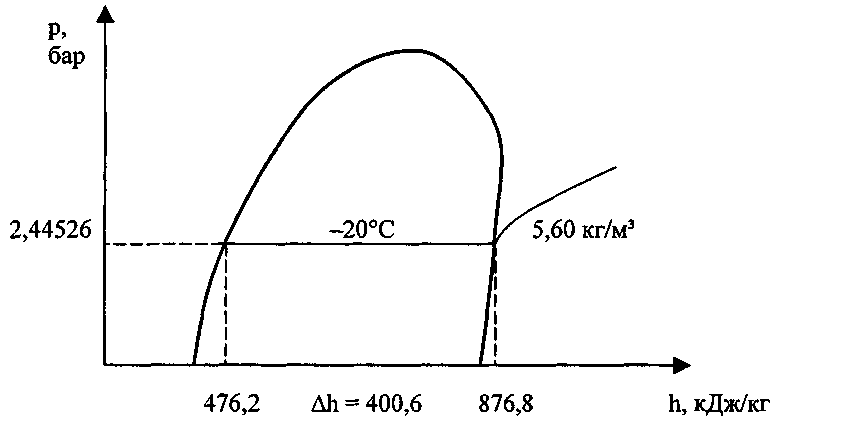 p,
бар
2,44526
–20°C
5,60 кг/м³
476,2
Δh = 400,6
876,8
h, кДж/кг